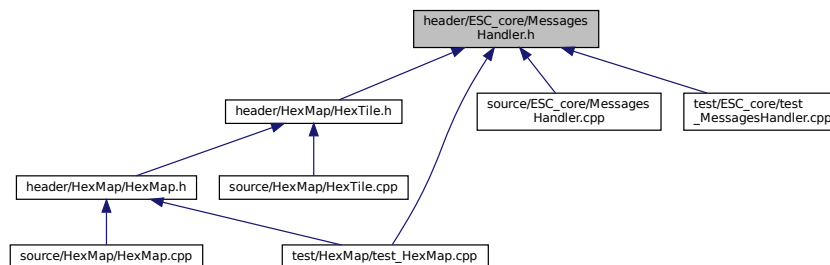 header/ESC_core/Messages
Handler.h
header/HexMap/HexTile.h
source/ESC_core/Messages
Handler.cpp
test/ESC_core/test
_MessagesHandler.cpp
header/HexMap/HexMap.h
source/HexMap/HexTile.cpp
source/HexMap/HexMap.cpp
test/HexMap/test_HexMap.cpp